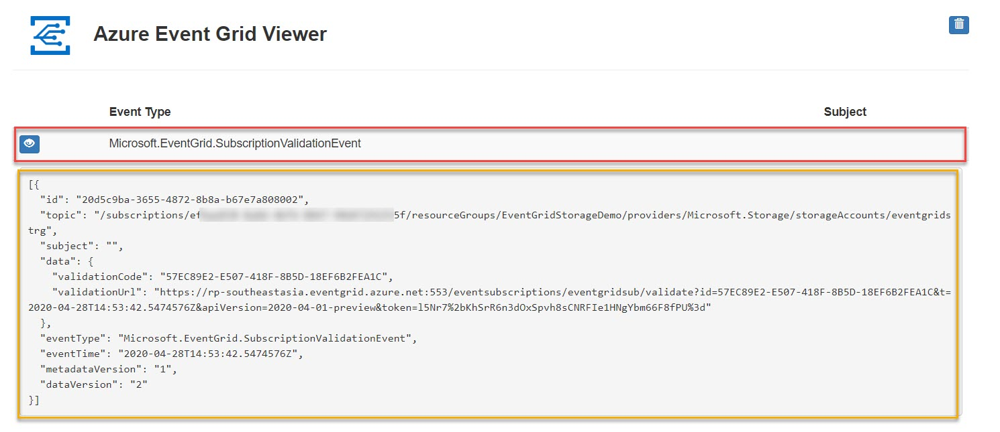 Azure Event Grid Viewer
Event Type Subject
Microsoft.EventGrid.SubscriptionValidationEvent
[{
"id": "20d5c9ba-3655-4872-8b8a-b67e7a808002",
"topic": "/subscriptions/ef 5f/resourceGroups/EventGridStorageDemo/providers/Microsoft.Storage/storageAccounts/eventgrids
trg",
"subject": "",
"data": {
"validationCode": "57EC89E2-E507-418F-8B5D-18EF6B2FEA1C",
"validationUrl": "https://rp-southeastasia.eventgrid.azure.net:553/eventsubscriptions/eventgridsub/validate?id=57EC89E2-E507-418F-8B5D-18EF6B2FEA1C&t=
2020-04-28T14:53:42.5474576Z&apiVersion=2020-04-01-preview&token=l5Nr7%2bKhSrR6n3dOxSpvh8sCNRFIe1HNgYbm66F8fPU%3d"
},
"eventType": "Microsoft.EventGrid.SubscriptionValidationEvent",
"eventTime": "2020-04-28T14:53:42.5474576Z",
"metadataVersion": "1",
"dataVersion": "2"
}]